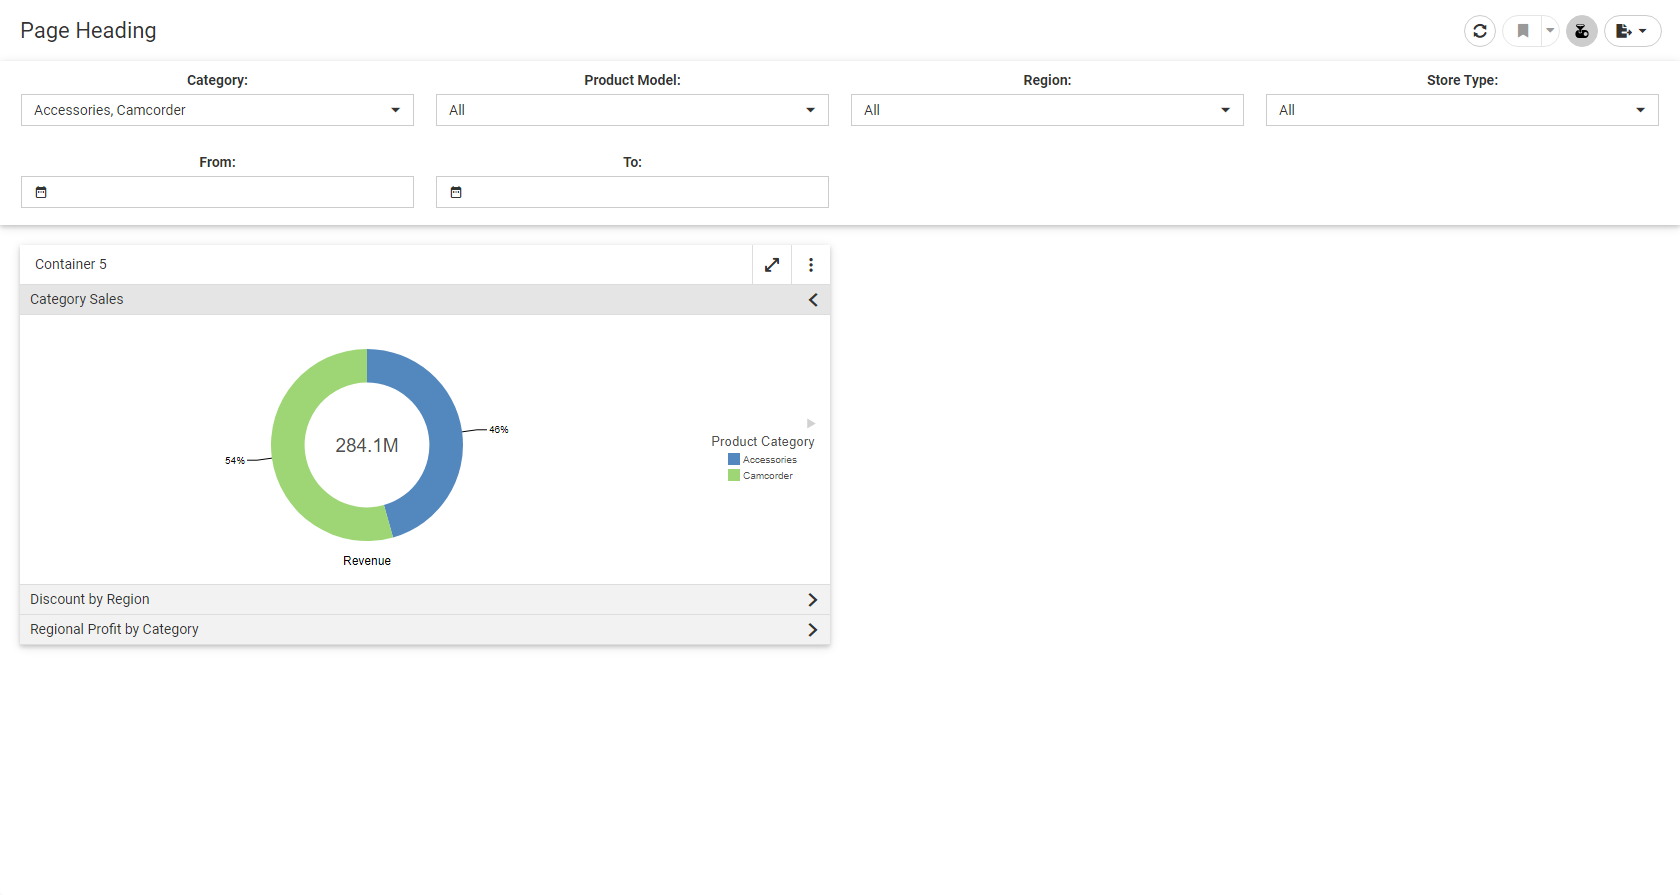 Page Heading
Category:
Product Model:
Region:
Store Type:
Accessories, Camcorder
All
All
All
From:
To:
Container 5
Category Sales
46%
284.1M
54%
Product Category
Accessories
Camcorder
Revenue
Discount by Region
Regional Profit by Category